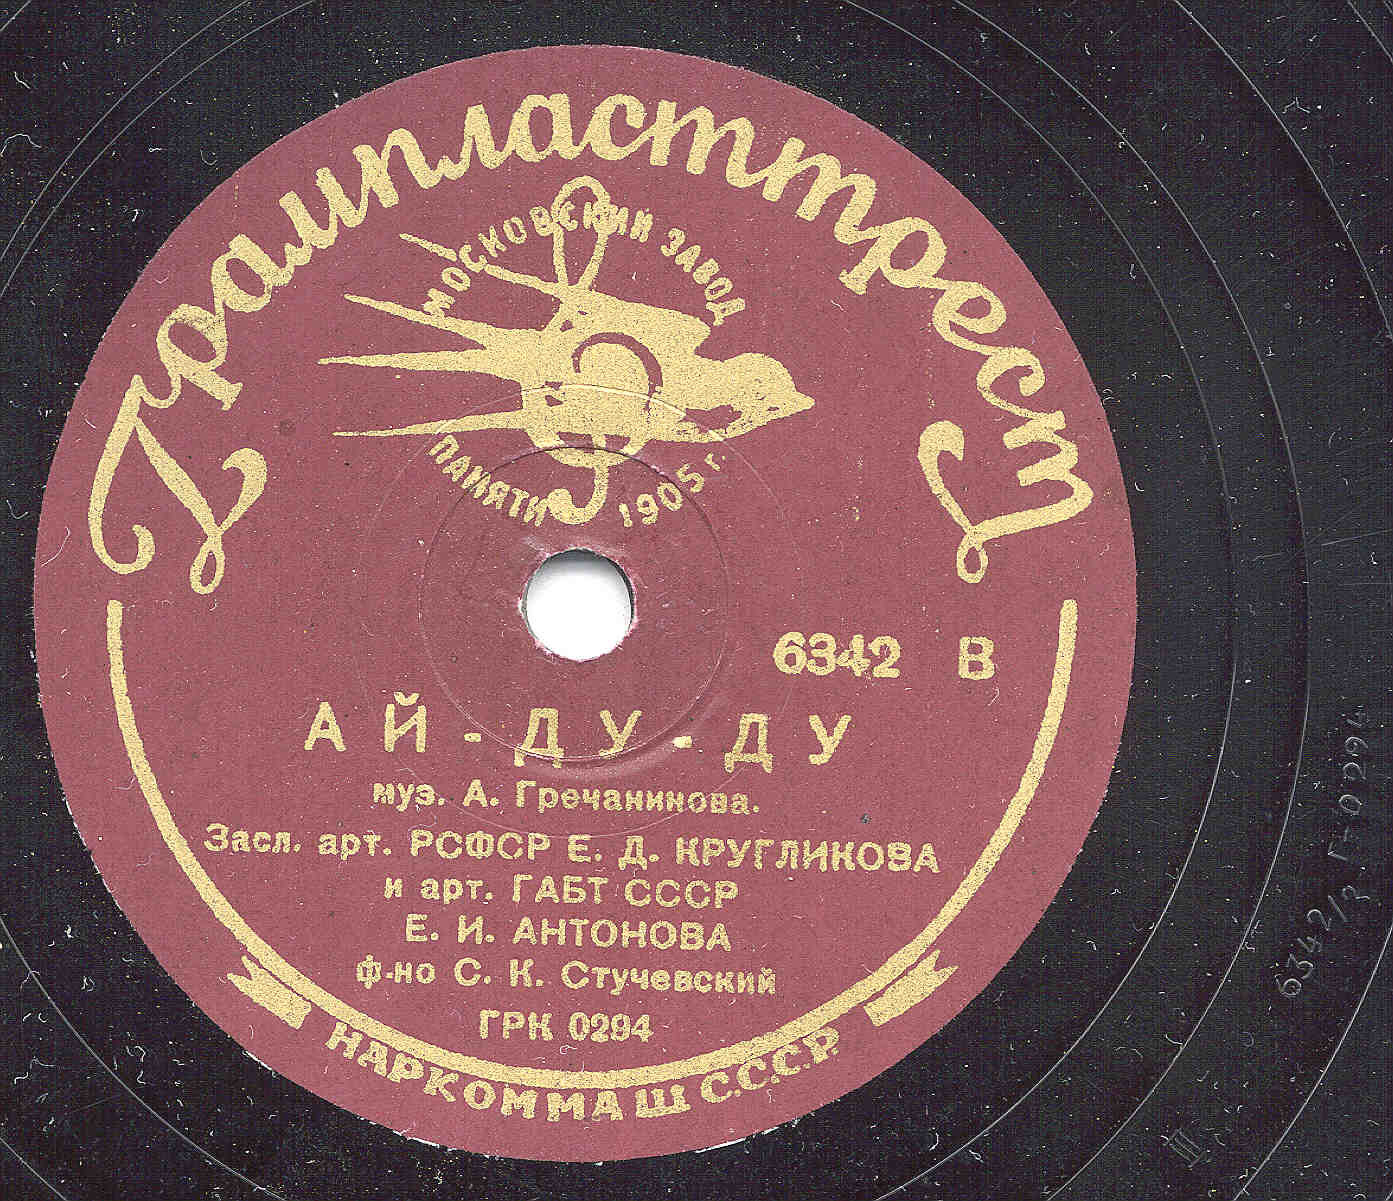 Грампласттрест
МОСКОВСКИЙ ЗАВОД
ПАМЯТИ 1905 г.
6342 В
АЙ-ДУ-ДУ
муз. А. Гречанинова.
Засл. арт. РСФСР Е. Д. КРУГЛИКОВА
и арт. ГАБТ СССР
Е. И. АНТОНОВА
ф-но С. К. Стучевский
ГРК 0294
НАРКОММАШ С.С.С.Р.
6342/3 Г-0294